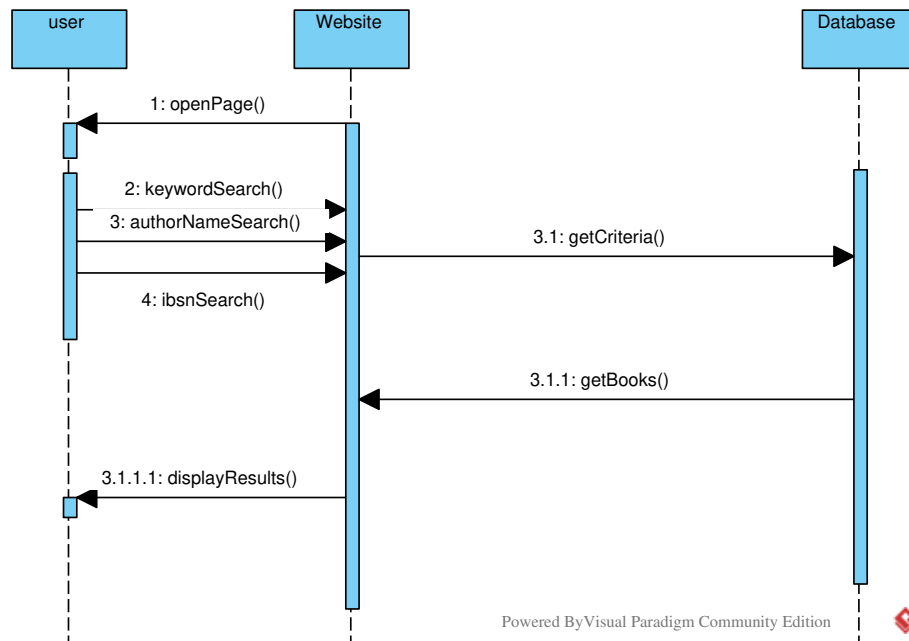 user
Website
Database
1: openPage()
2: keywordSearch()
3: authorNameSearch()
3.1: getCriteria()
4: ibsnSearch()
3.1.1: getBooks()
3.1.1.1: displayResults()
Powered ByVisual Paradigm Community Edition